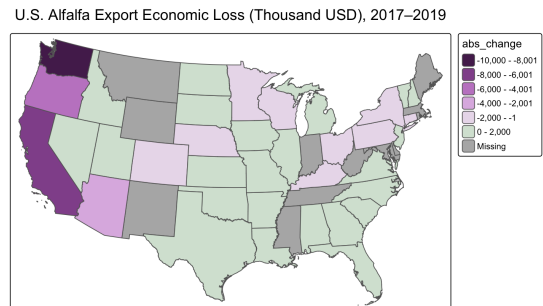 U.S. Alfalfa Export Economic Loss (Thousand USD), 2017–2019
abs_change
-10,000 - -8,001
-8,000 - -6,001
-6,000 - -4,001
-4,000 - -2,001
-2,000 - -1
0 - 2,000
Missing